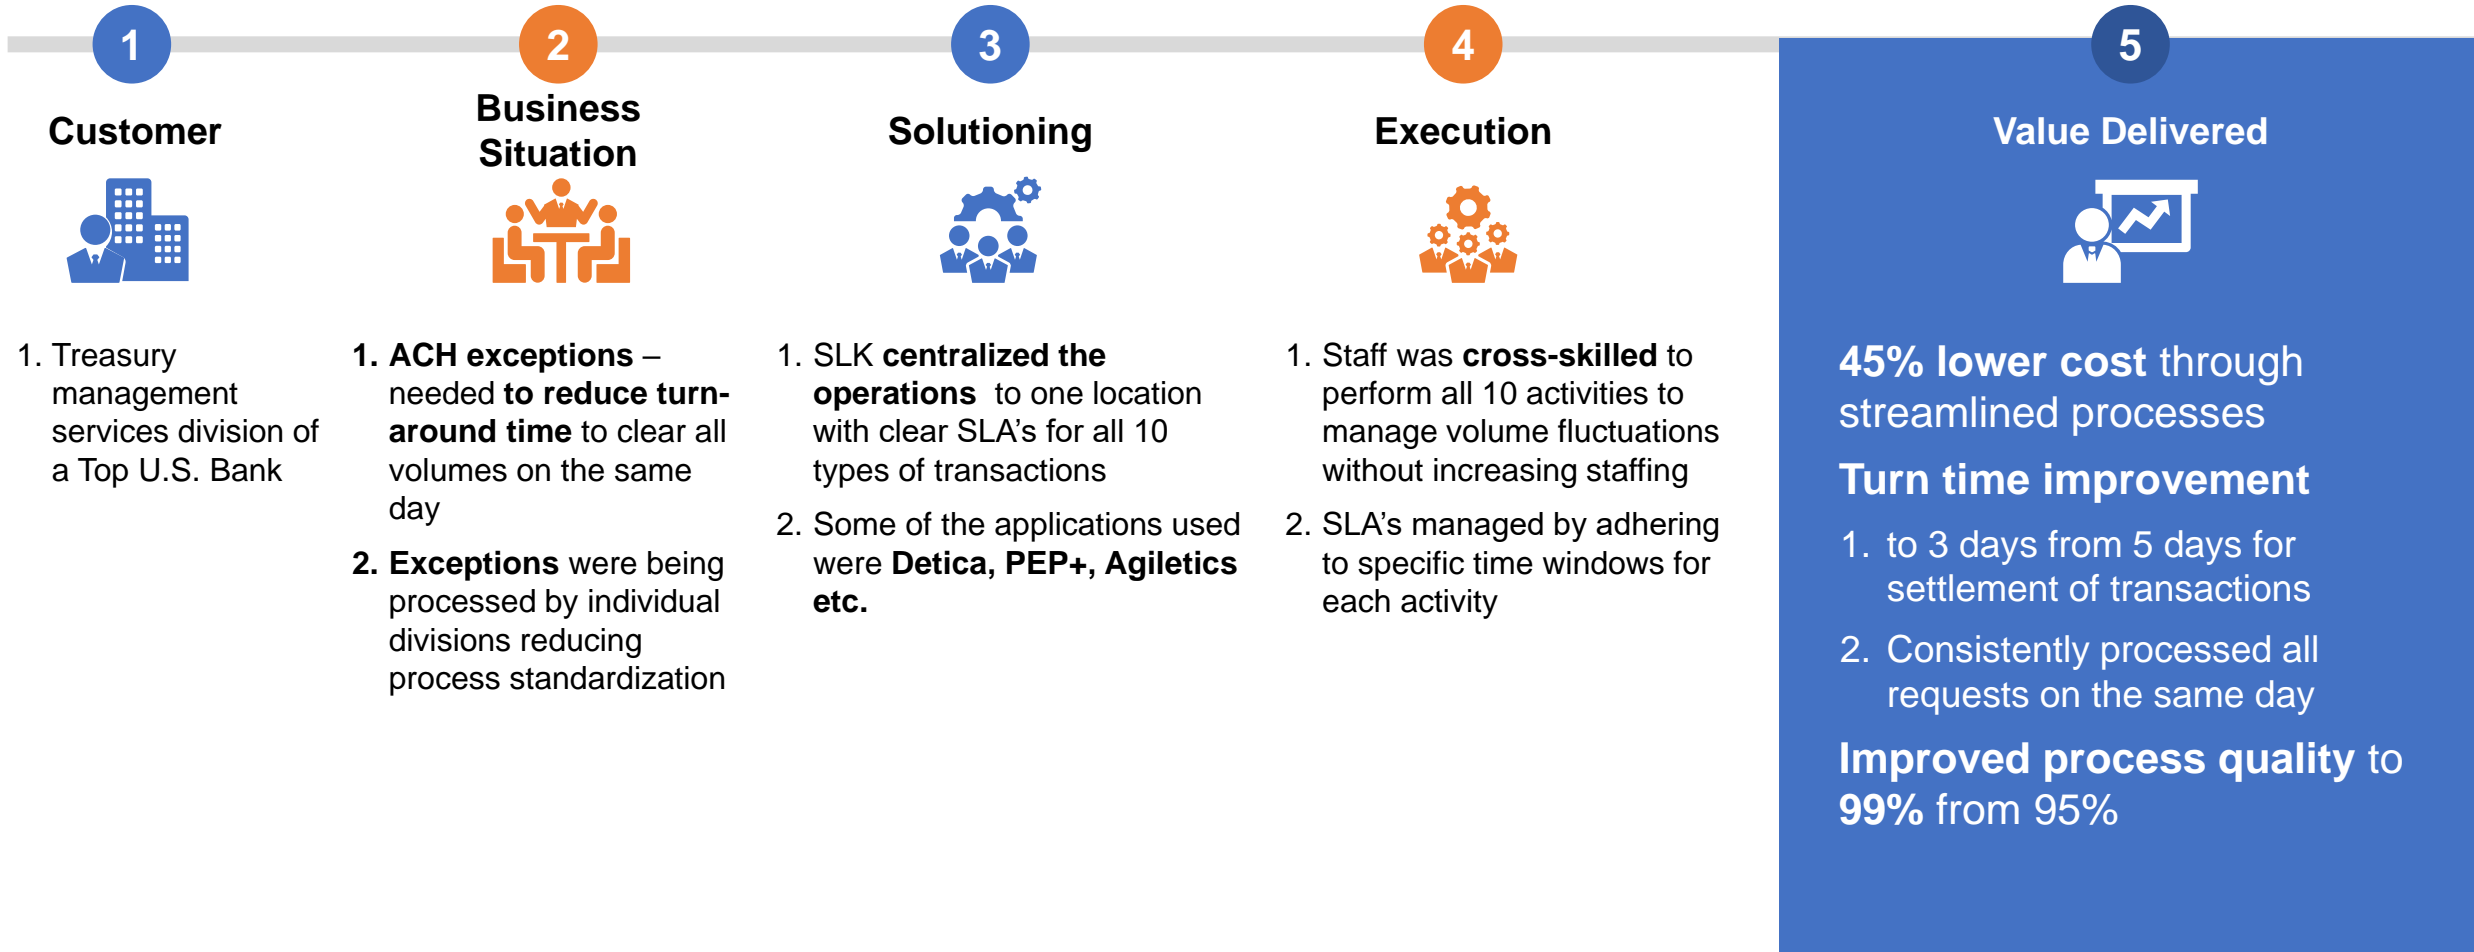 1
Customer
1. Treasury
management
services division of
a Top U.S. Bank
2
Business
Situation
1. ACH exceptions –
needed to reduce turn-
around time to clear all
volumes on the same
day
2. Exceptions were being
processed by individual
divisions reducing
process standardization
3
Solutioning
1. SLK centralized the
operations to one location
with clear SLA's for all 10
types of transactions
2. Some of the applications used
were Detica, PEP+, Agiletics
etc.
4
Execution
1. Staff was cross-skilled to
perform all 10 activities to
manage volume fluctuations
without increasing staffing
2. SLA's managed by adhering
to specific time windows for
each activity
5
Value Delivered
45% lower cost through
streamlined processes
Turn time improvement
1. to 3 days from 5 days for
settlement of transactions
2. Consistently processed all
requests on the same day
Improved process quality to
99% from 95%